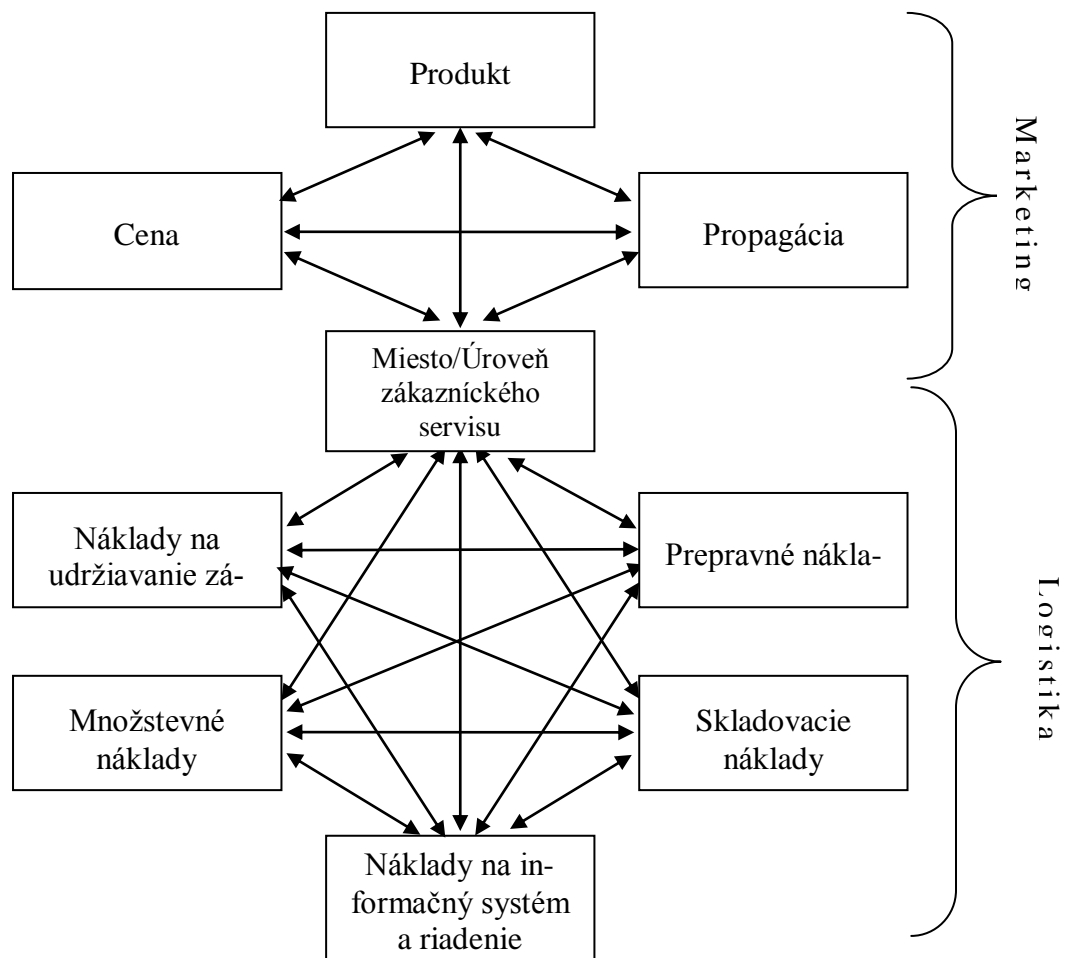 Produkt
Marketing
Cena
Propagácia
Miesto/Úroveň
zákazníckého
servisu
Náklady na
udržiavanie zá-
Prepravné nákla-
Logistika
Množstevné
náklady
Skladovacie
náklady
Náklady na in-
formačný systém
a riadenie